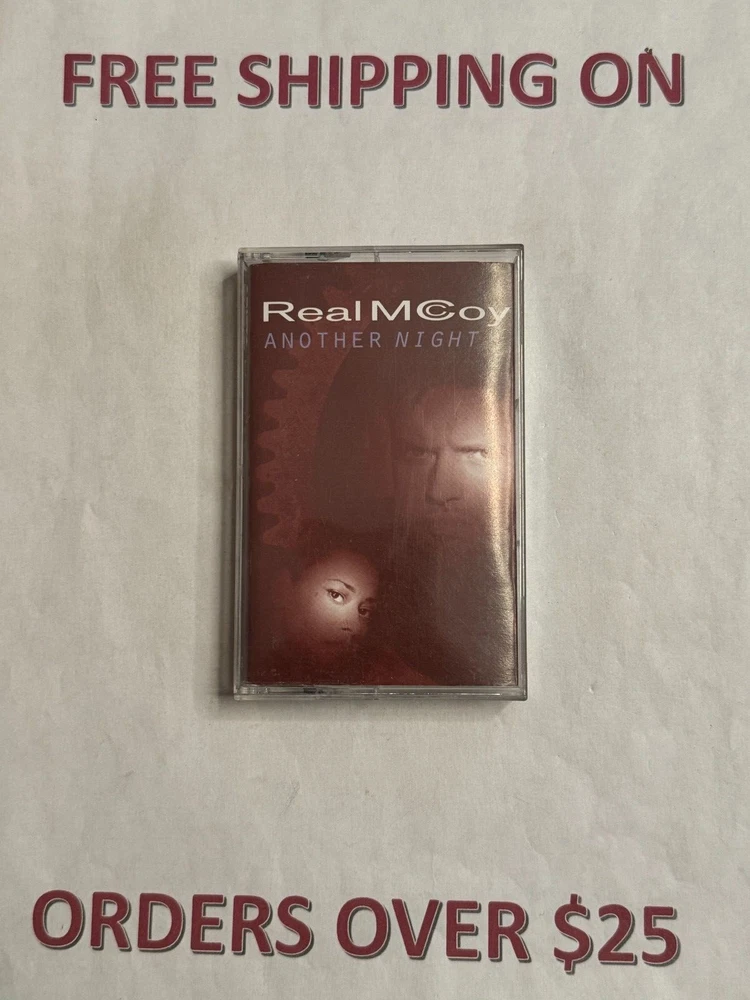 FREE SHIPPING ON
Real McCoy
ANOTHER NIGHT
ORDERS OVER $25